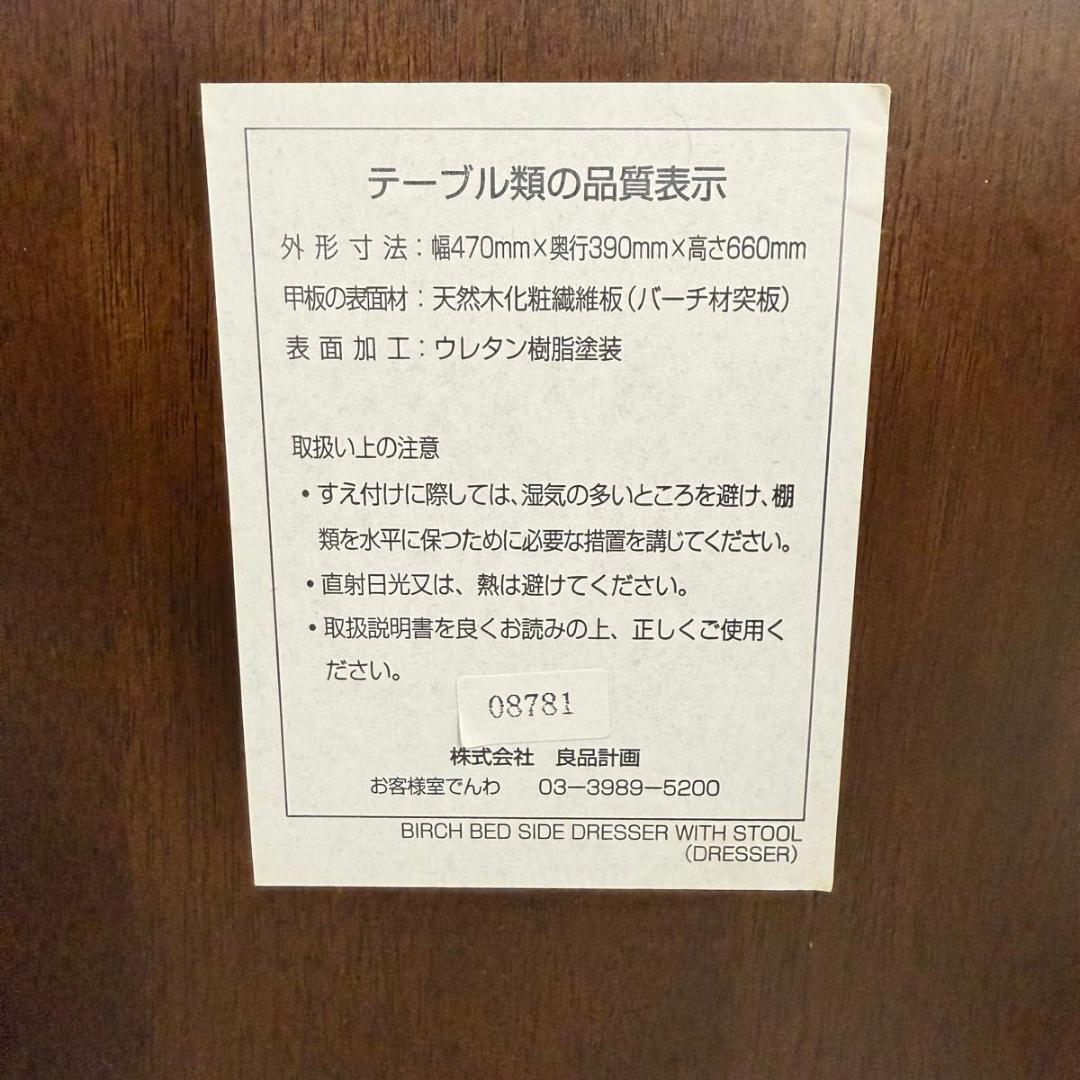 テーブル類の品質表示
外形寸法：幅470mm×奥行390mm×高さ660mm
甲板の表面材：天然木化粧繊維板（バーチ材突板）
表面加工：ウレタン樹脂塗装
取扱い上の注意
・すえ付けに際しては、湿気の多いところを避け、棚
類を水平に保つために必要な措置を講じてください。
・直射日光又は、熱は避けてください。
・取扱説明書を良くお読みの上、正しくご使用く
ださい。
08781
株式会社 良品計画
お客様室でんわ 03－3989－5200
BIRCH BED SIDE DRESSER WITH STOOL
(DRESSER)